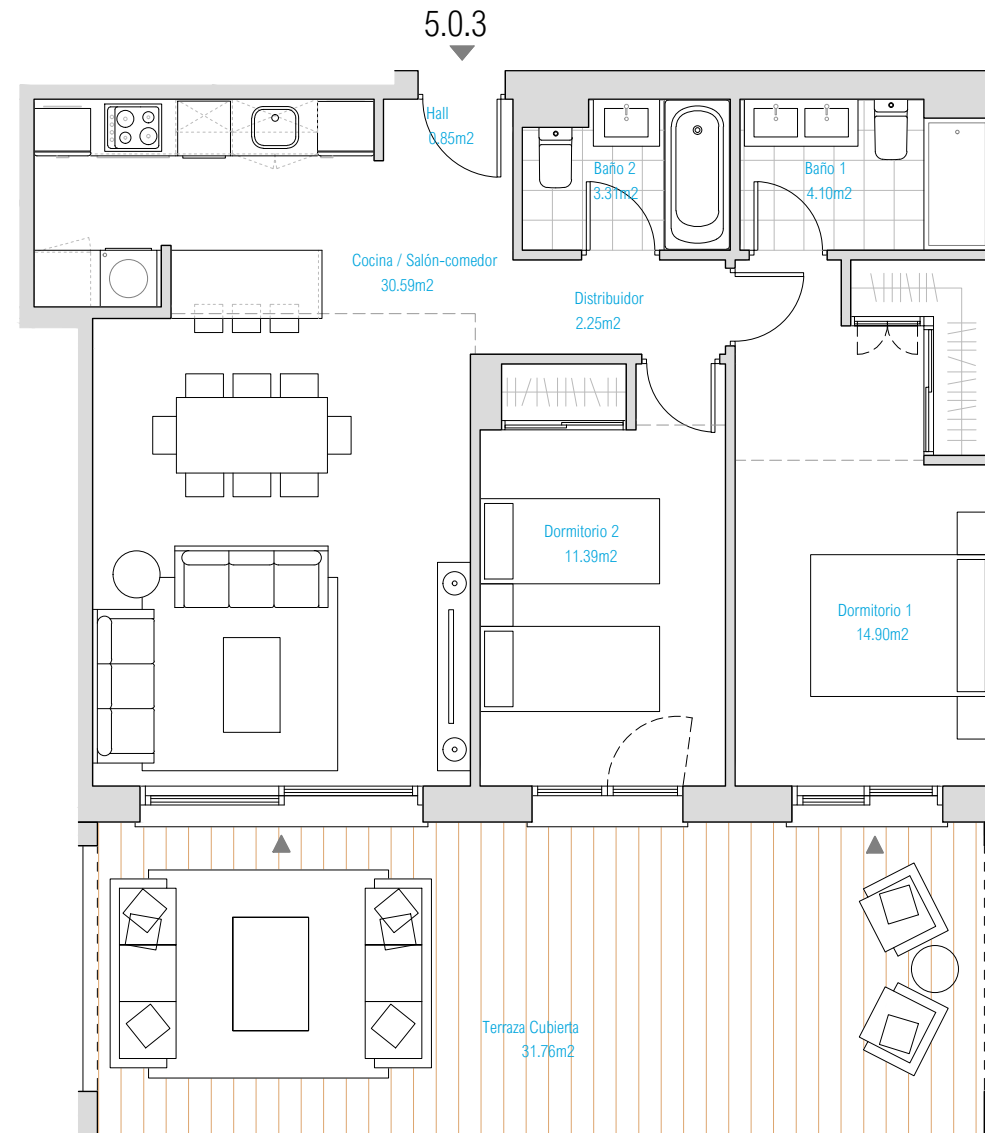 5.0.3
Hall
0.85m2
Baño 2
3.31m2
Baño 1
4.10m2
Cocina / Salón-comedor
30.59m2
Distribuidor
2.25m2
Dormitorio 2
11.39m2
Dormitorio 1
14.90m2
Terraza Cubierta
31.76m2